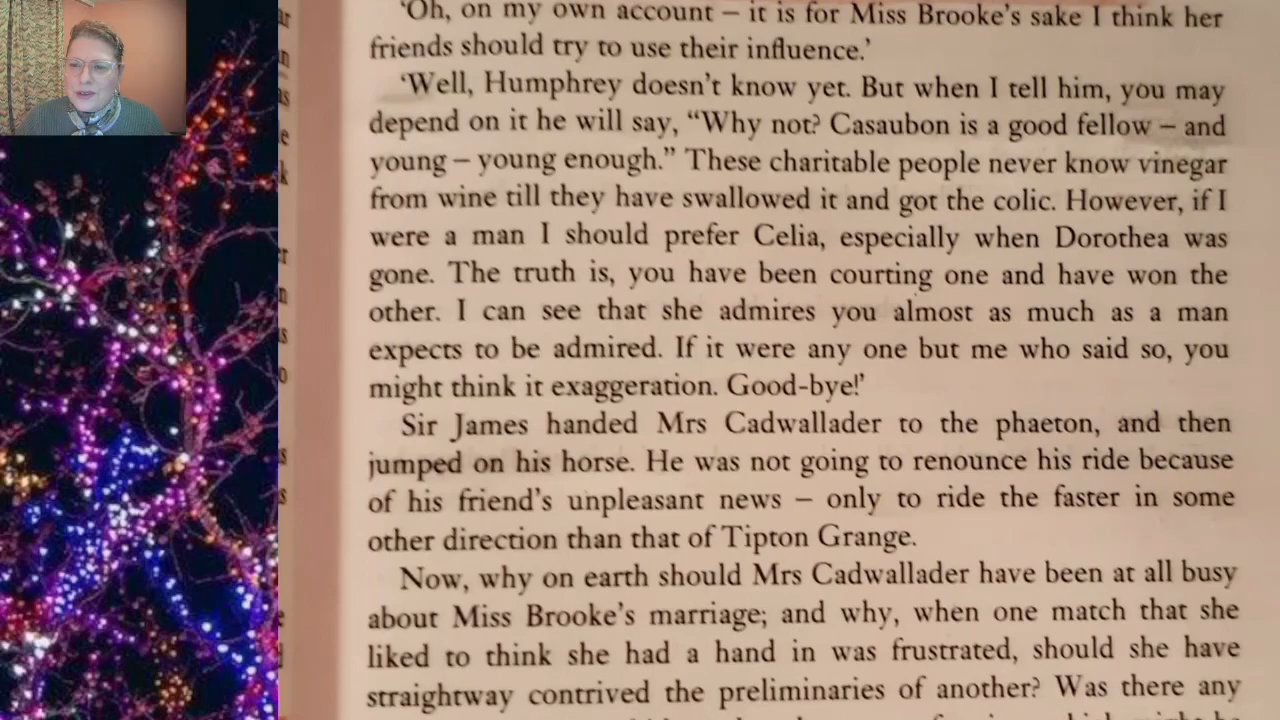 ‘Oh, on my own account – it is for Miss Brooke’s sake I think her
friends should try to use their influence.’
‘Well, Humphrey doesn’t know yet. But when I tell him, you may
depend on it he will say, “Why not? Casaubon is a good fellow – and
young – young enough.” These charitable people never know vinegar
from wine till they have swallowed it and got the colic. However, if I
were a man I should prefer Celia, especially when Dorothea was
gone. The truth is, you have been courting one and have won the
other. I can see that she admires you almost as much as a man
expects to be admired. If it were any one but me who said so, you
might think it exaggeration. Good-bye!’
Sir James handed Mrs Cadwallader to the phaeton, and then
jumped on his horse. He was not going to renounce his ride because
of his friend’s unpleasant news – only to ride the faster in some
other direction than that of Tipton Grange.
Now, why on earth should Mrs Cadwallader have been at all busy
about Miss Brooke’s marriage; and why, when one match that she
liked to think she had a hand in was frustrated, should she have
straightway contrived the preliminaries of another? Was there any